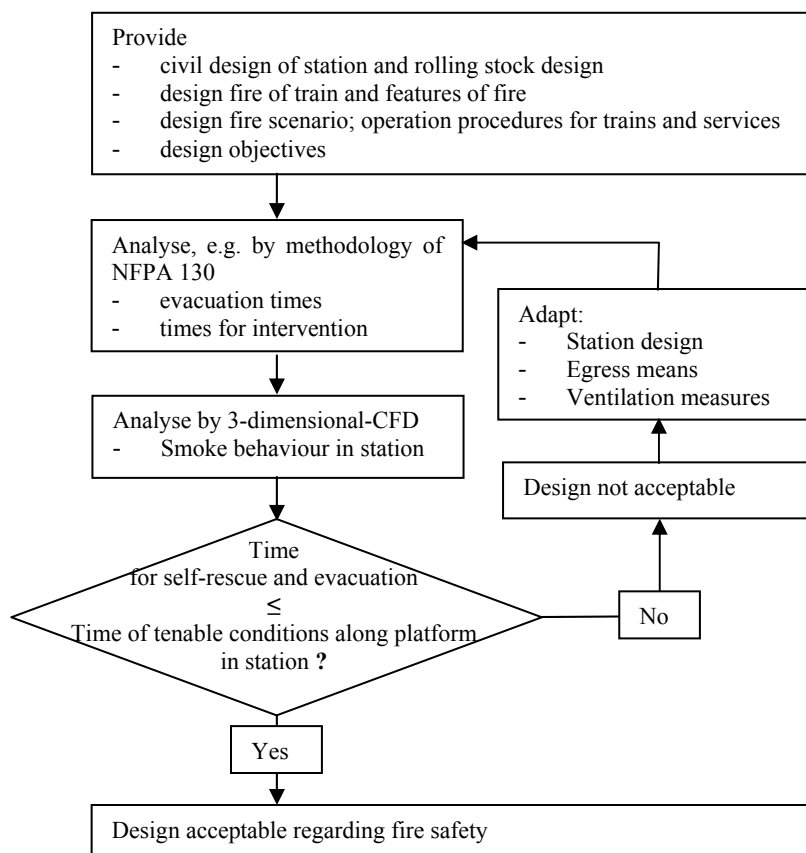 Provide
- civil design of station and rolling stock design
- design fire of train and features of fire
- design fire scenario; operation procedures for trains and services
- design objectives
Analyse, e.g. by methodology of
NFPA 130
- evacuation times
- times for intervention
Adapt:
- Station design
- Egress means
- Ventilation measures
Analyse by 3-dimensional-CFD
- Smoke behaviour in station
Design not acceptable
Time
for self-rescue and evacuation
≤
Time of tenable conditions along platform
in station ?
No
Yes
Design acceptable regarding fire safety